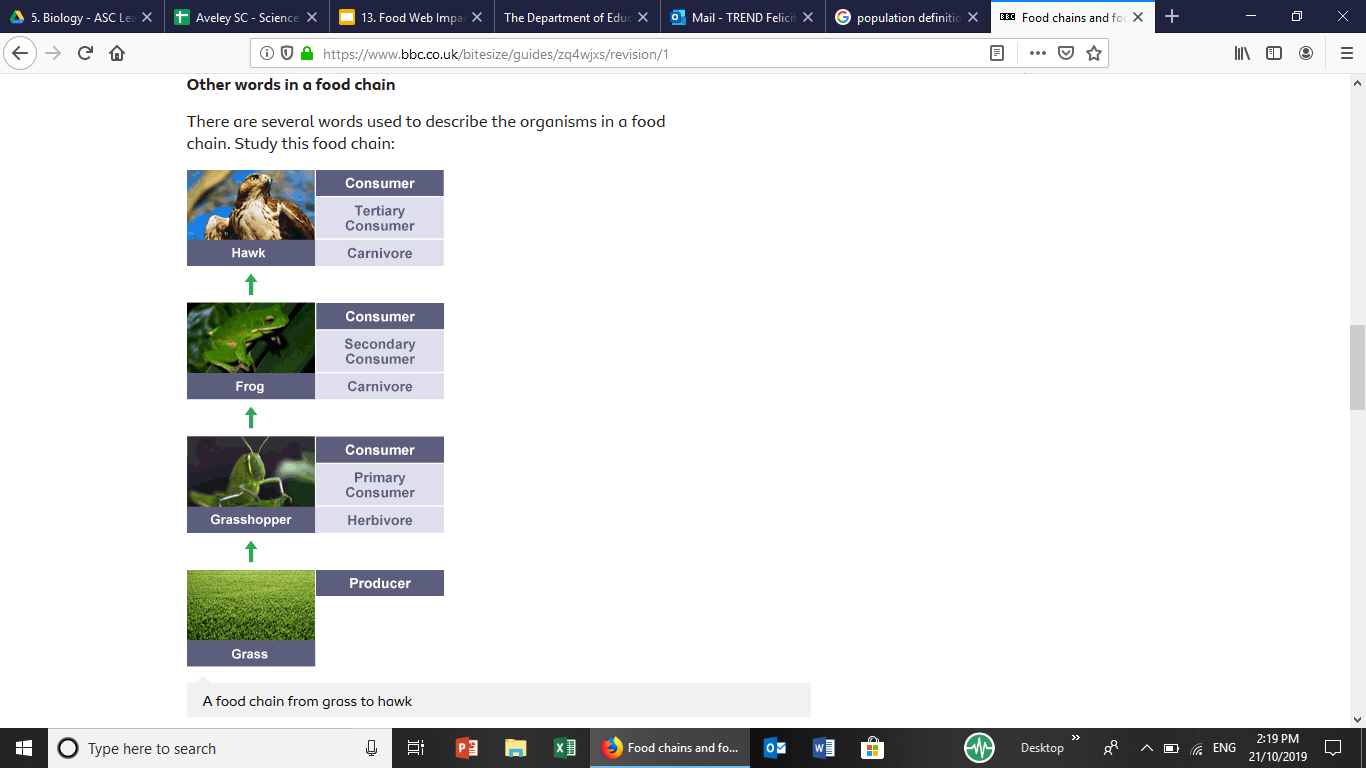 5. Biology - ASC Lea
Aveley SC - Science
13. Food Web Impa
The Department of Edu
Mail - TREND Felicit
population definitio
BBC Food chains and foo
https://www.bbc.co.uk/bitesize/guides/zq4wjxs/revision/1
Other words in a food chain
There are several words used to describe the organisms in a food
chain. Study this food chain:
Consumer
Tertiary
Consumer
Hawk
Carnivore
Consumer
Secondary
Consumer
Frog
Carnivore
Consumer
Primary
Consumer
Grasshopper
Herbivore
Producer
Grass
A food chain from grass to hawk
Type here to search
Food chains and fo...
Desktop
ENG
2:19 PM
21/10/2019